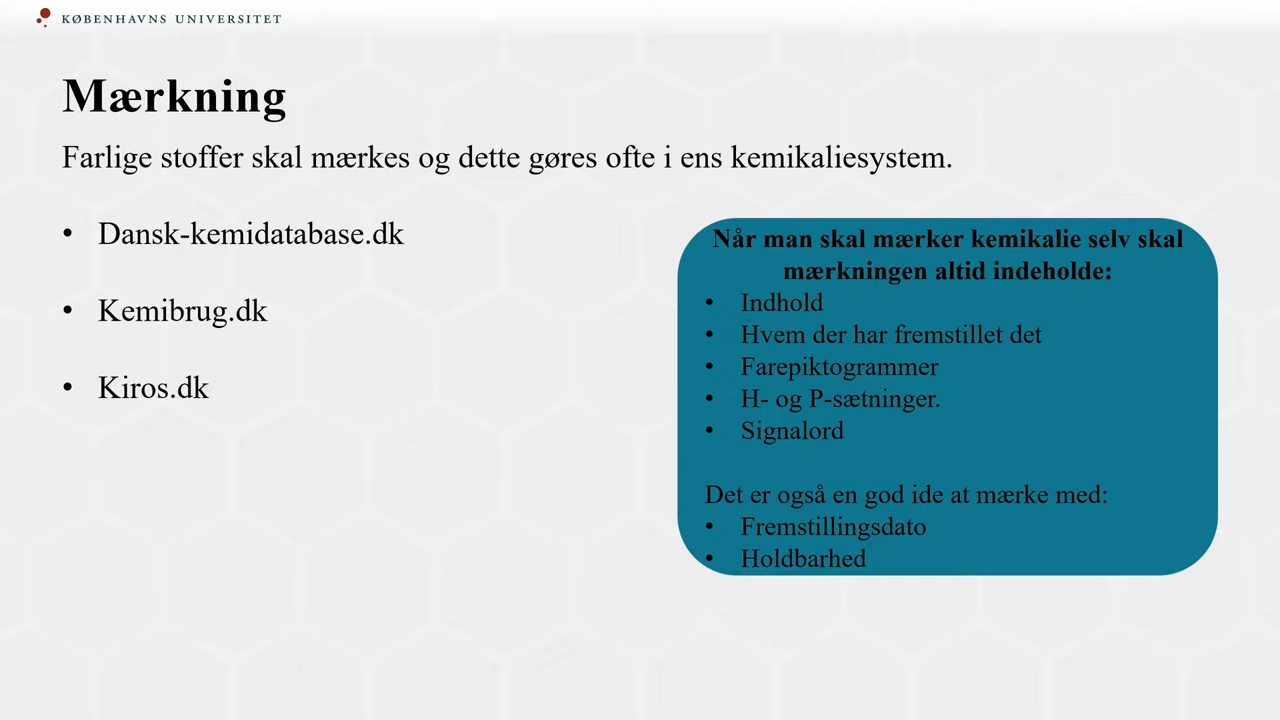 KØBENHAVNS UNIVERSITET
Mærkning
Farlige stoffer skal mærkes og dette gøres ofte i ens kemikaliesystem.
• Dansk-kemidatabase.dk
• Kemibrug.dk
• Kiros.dk
Når man skal mærker kemikalie selv skal
mærkningen altid indeholde:
• Indhold
• Hvem der har fremstillet det
• Farepiktogrammer
• H- og P-sætninger.
• Signalord
Det er også en god ide at mærke med:
• Fremstillingsdato
• Holdbarhed